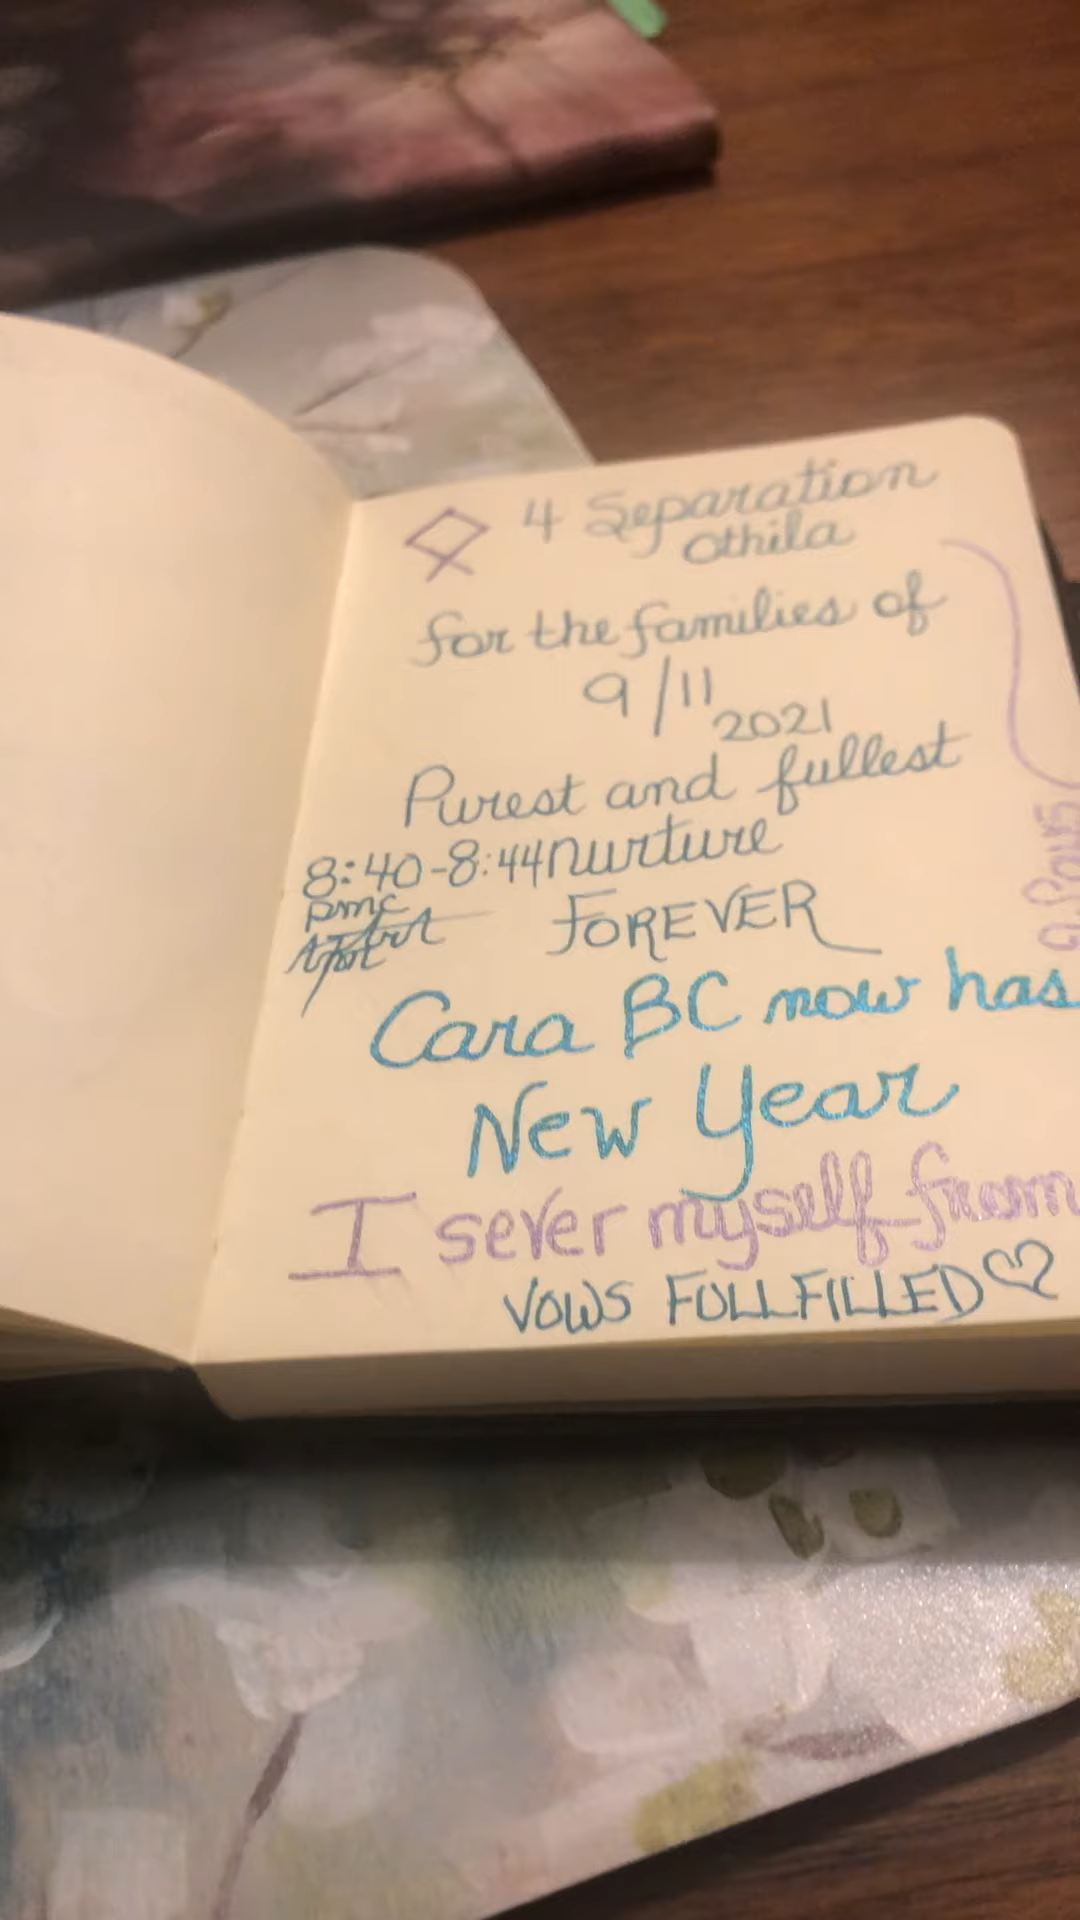 4 Separation
Othila
for the families of
9/11 2021
Purest and fullest
8:40-8:44 nurture
pmc
FOREVER
Cara BC now has
New Year
I sever myself from
VOWS FULLFILLED